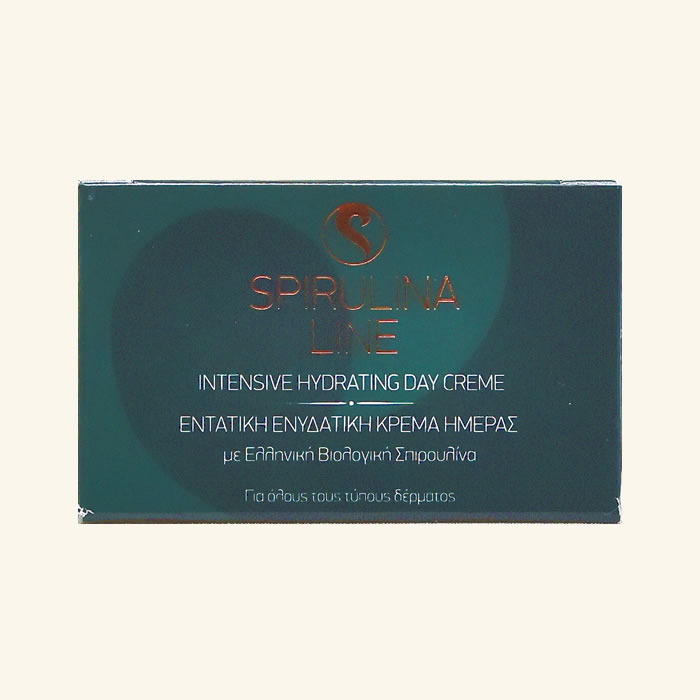 SPIRULINA
LINE
INTENSIVE HYDRATING DAY CREME
ΕΝΤΑΤΙΚΗ ΕΝΥΔΑΤΙΚΗ ΚΡΕΜΑ ΗΜΕΡΑΣ
με Ελληνική Βιολογική Σπιρουλίνα
Για όλους τους τύπους δέρματος